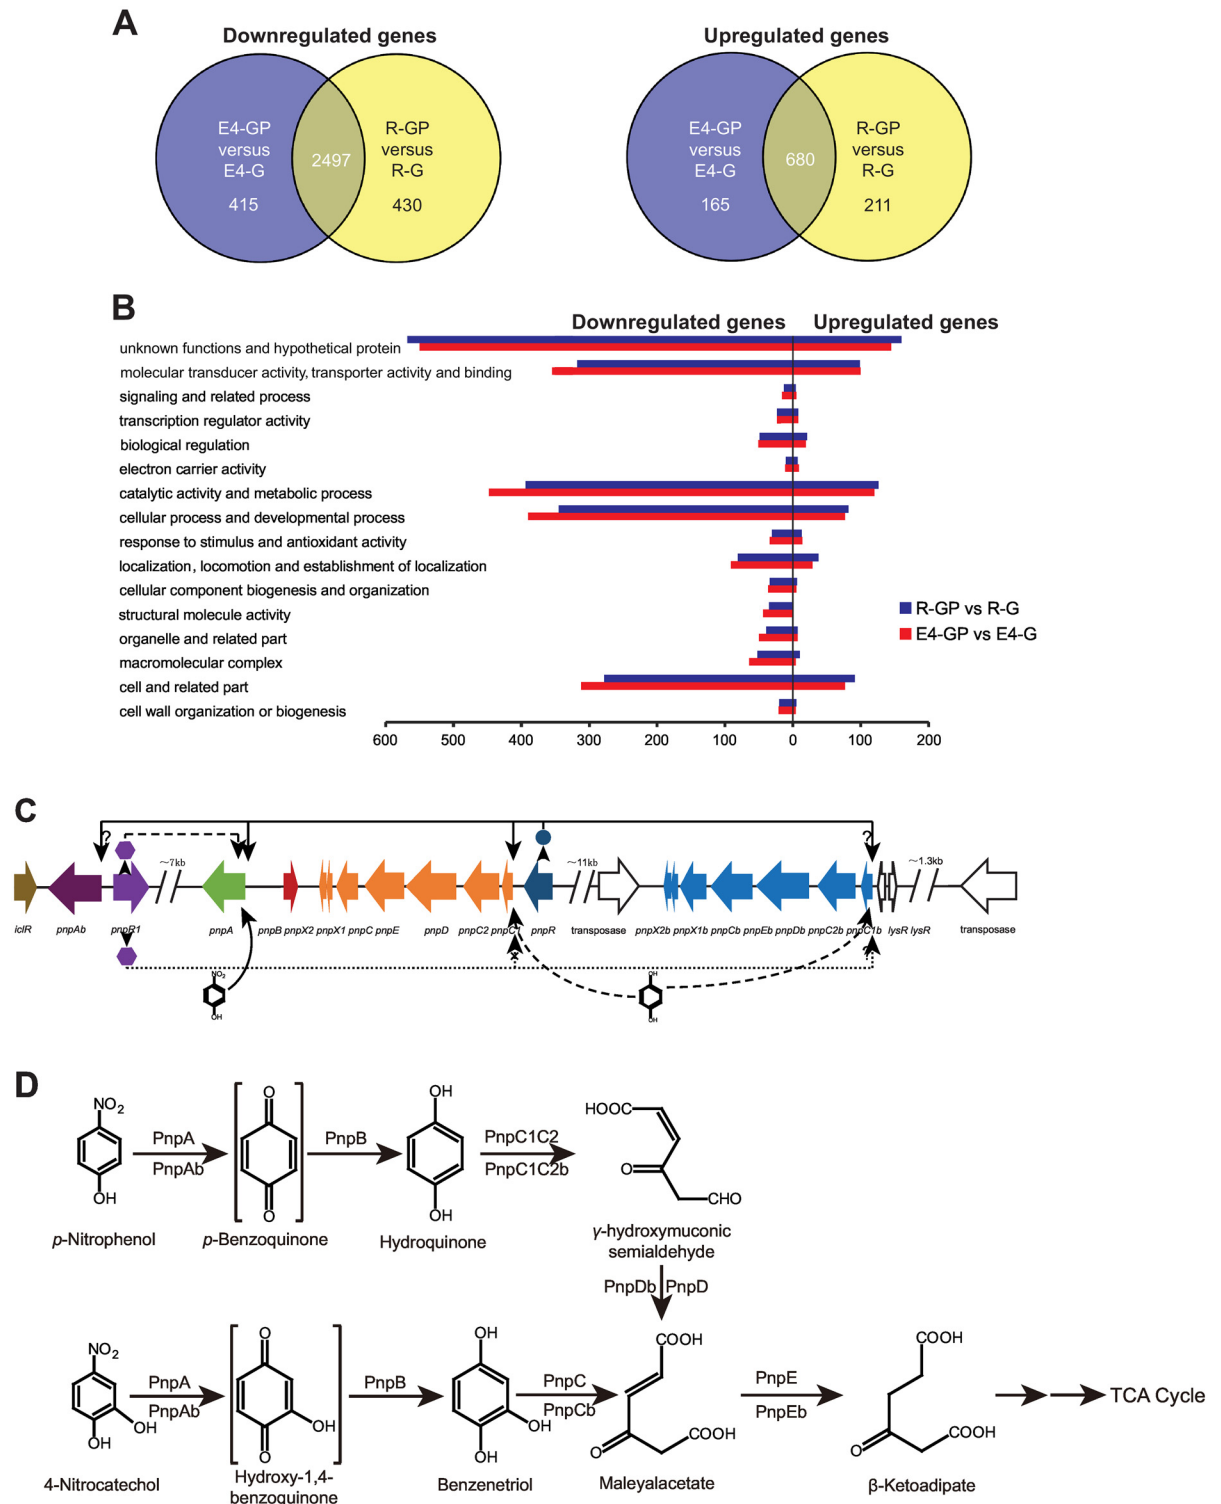 A
Downregulated genes
Upregulated genes
E4-GP
versus
E4-G
415
2497
R-GP
versus
R-G
430
E4-GP
versus
E4-G
165
680
R-GP
versus
R-G
211
B
Downregulated genes
Upregulated genes
unknown functions and hypothetical protein
molecular transducer activity, transporter activity and binding
signaling and related process
transcription regulator activity
biological regulation
electron carrier activity
catalytic activity and metabolic process
cellular process and developmental process
response to stimulus and antioxidant activity
localization, locomotion and establishment of localization
cellular component biogenesis and organization
structural molecule activity
organelle and related part
macromolecular complex
cell and related part
cell wall organization or biogenesis
R-GP vs R-G
E4-GP vs E4-G
600 500 400 300 200 100 0 100 200
C
? ?
~7kb ~11kb ~1.3kb
iclR pnpAb pnpR1 pnpA pnpB pnpX2 pnpX1 pnpC pnpE pnpD pnpC2 pnpC1 pnpR transposase pnpX2b pnpX1b pnpCb pnpEb pnpDb pnpC2b pnpC1b lysR lysR transposase
NO2
OH
OH
OH
D
NO2
OH
p-Nitrophenol
PnpA
PnpAb
O
O
p-Benzoquinone
PnpB
OH
OH
Hydroquinone
PnpC1C2
PnpC1C2b
HOOC
O
CHO
γ-hydroxymuconic
semialdehyde
PnpDb PnpD
NO2
OH
OH
4-Nitrocatechol
PnpA
PnpAb
O
OH
O
Hydroxy-1,4-
benzoquinone
PnpB
OH
OH
OH
Benzenetriol
PnpC
PnpCb
COOH
COOH
O
Maleyalacetate
PnpE
PnpEb
COOH
COOH
O
β-Ketoadipate
TCA Cycle